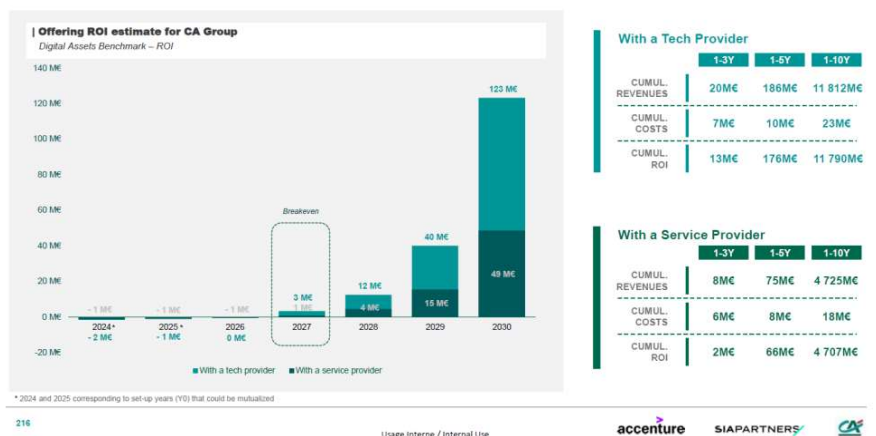 | Offering ROI estimate for CA Group
Digital Assets Benchmark – ROI
140 M€
120 M€
100 M€
80 M€
60 M€
40 M€
20 M€
0 M€
-20 M€
- 1 M€
- 1 M€
- 1 M€
Breakeven
3 M€
1 M€
12 M€
4 M€
40 M€
15 M€
123 M€
49 M€
2024* 2025* 2026 2027 2028 2029 2030
- 2 M€ - 1 M€ 0 M€
With a tech provider With a service provider
With a Tech Provider
1-3Y 1-5Y 1-10Y
CUMUL. REVENUES 20M€ 186M€ 11 812M€
CUMUL. COSTS 7M€ 10M€ 23M€
CUMUL. ROI 13M€ 176M€ 11 790M€
With a Service Provider
1-3Y 1-5Y 1-10Y
CUMUL. REVENUES 8M€ 75M€ 4 725M€
CUMUL. COSTS 6M€ 8M€ 18M€
CUMUL. ROI 2M€ 66M€ 4 707M€
* 2024 and 2025 corresponding to set-up years (Y0) that could be mutualized
216
Usage Interne / Internal Use
accenture SIAPARTNERS CA